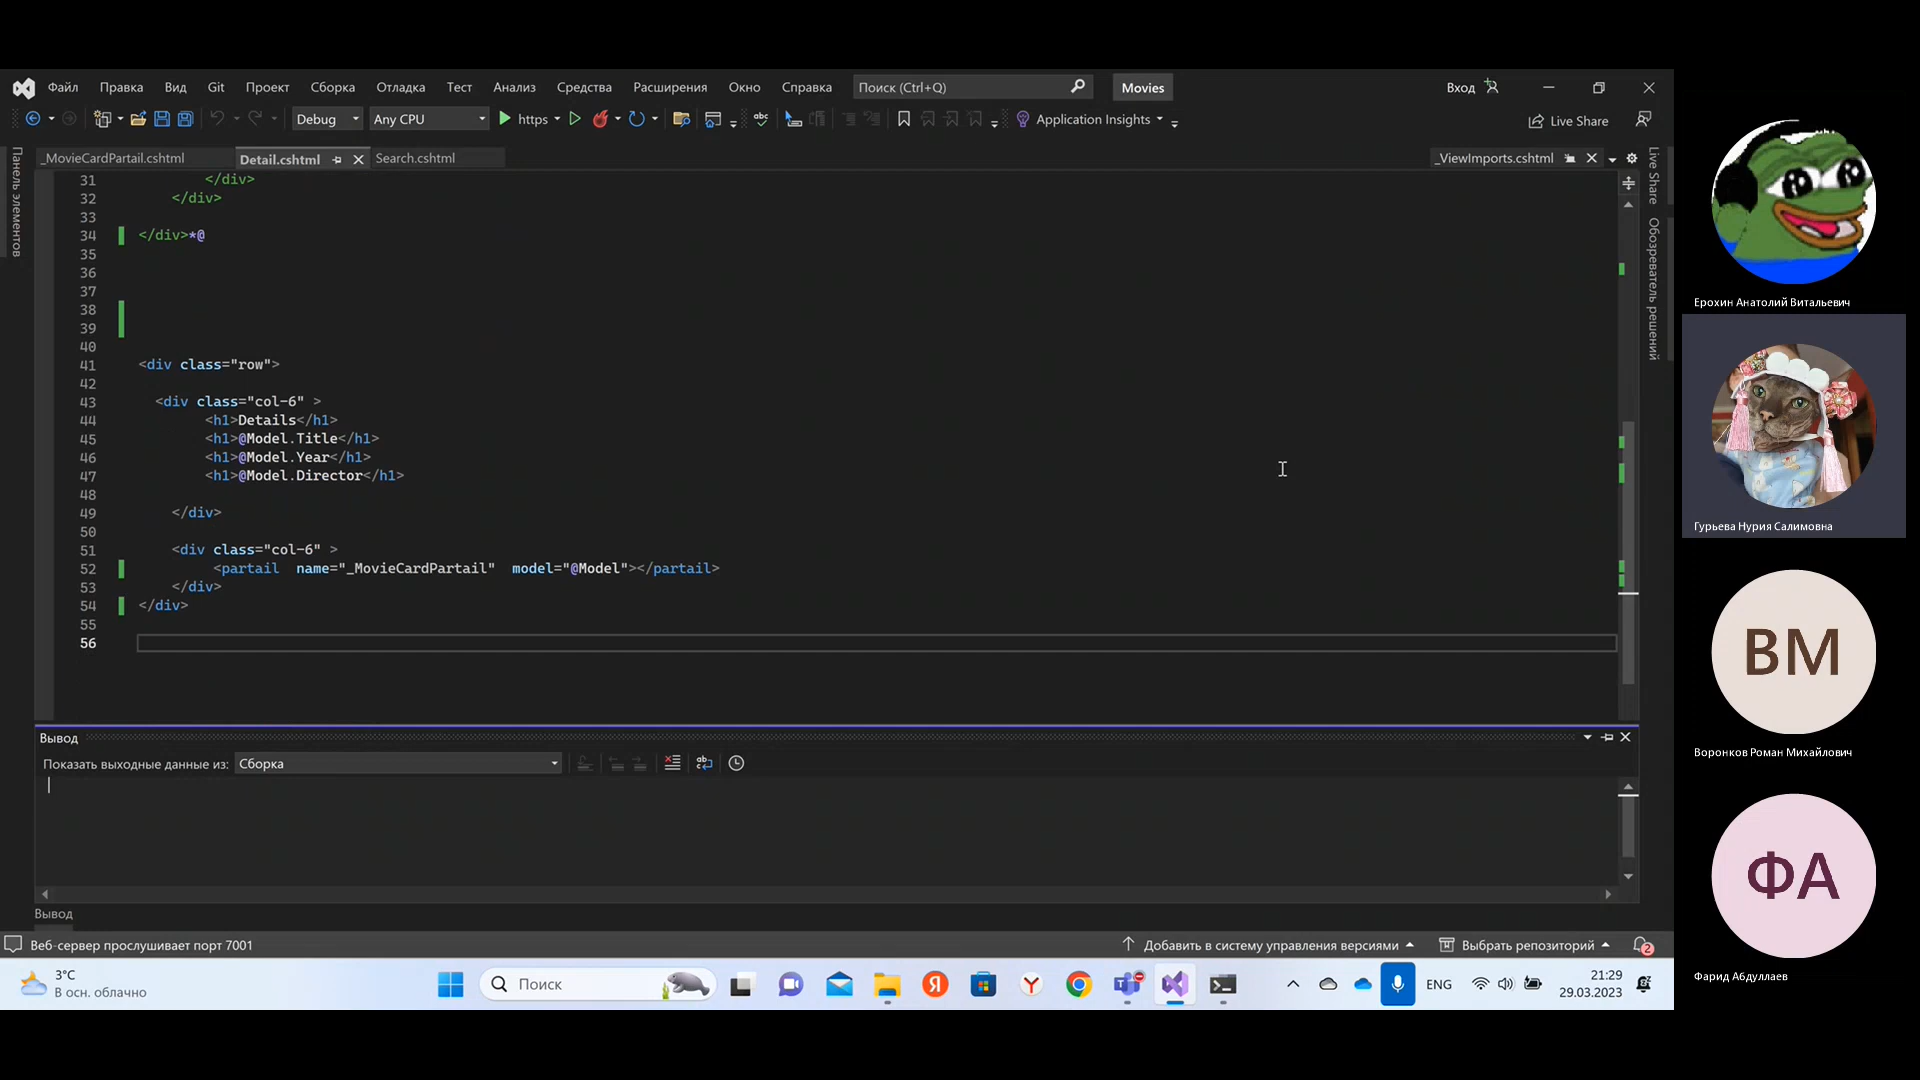 Файл Правка Вид Git Проект Сборка Отладка Тест Анализ Средства Расширения Окно Справка Поиск (Ctrl+Q) Movies Вход
Debug Any CPU https Application Insights Live Share
_MovieCardPartail.cshtml Detail.cshtml Search.cshtml _ViewImports.cshtml
Панель элементов
Live Share
Обозреватель решений
31 </div>
32 </div>
33
34 </div>*@
35
36
37
38
39
40
41 <div class="row">
42
43 <div class="col-6" >
44 <h1>Details</h1>
45 <h1>@Model.Title</h1>
46 <h1>@Model.Year</h1>
47 <h1>@Model.Director</h1>
48
49 </div>
50
51 <div class="col-6" >
52 <partail name="_MovieCardPartail" model="@Model"></partail>
53 </div>
54 </div>
55
56
Вывод
Показать выходные данные из: Сборка
Вывод
Веб-сервер прослушивает порт 7001 Добавить в систему управления версиями Выбрать репозиторий 2
3°C
В осн. облачно
Поиск
ENG
21:29
29.03.2023
Ерохин Анатолий Витальевич
Гурьева Нурия Салимовна
ВМ
Воронков Роман Михайлович
ФА
Фарид Абдуллаев